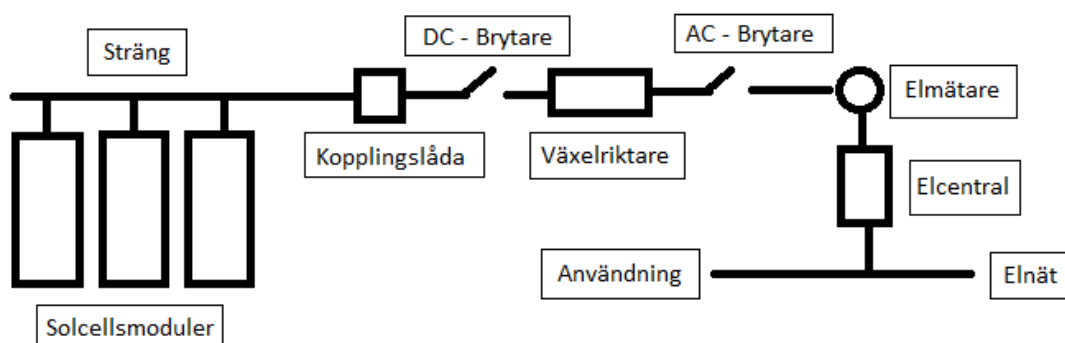 Sträng
DC - Brytare
AC - Brytare
Elmätare
Kopplingslåda
Växelriktare
Elcentral
Användning
Elnät
Solcellsmoduler